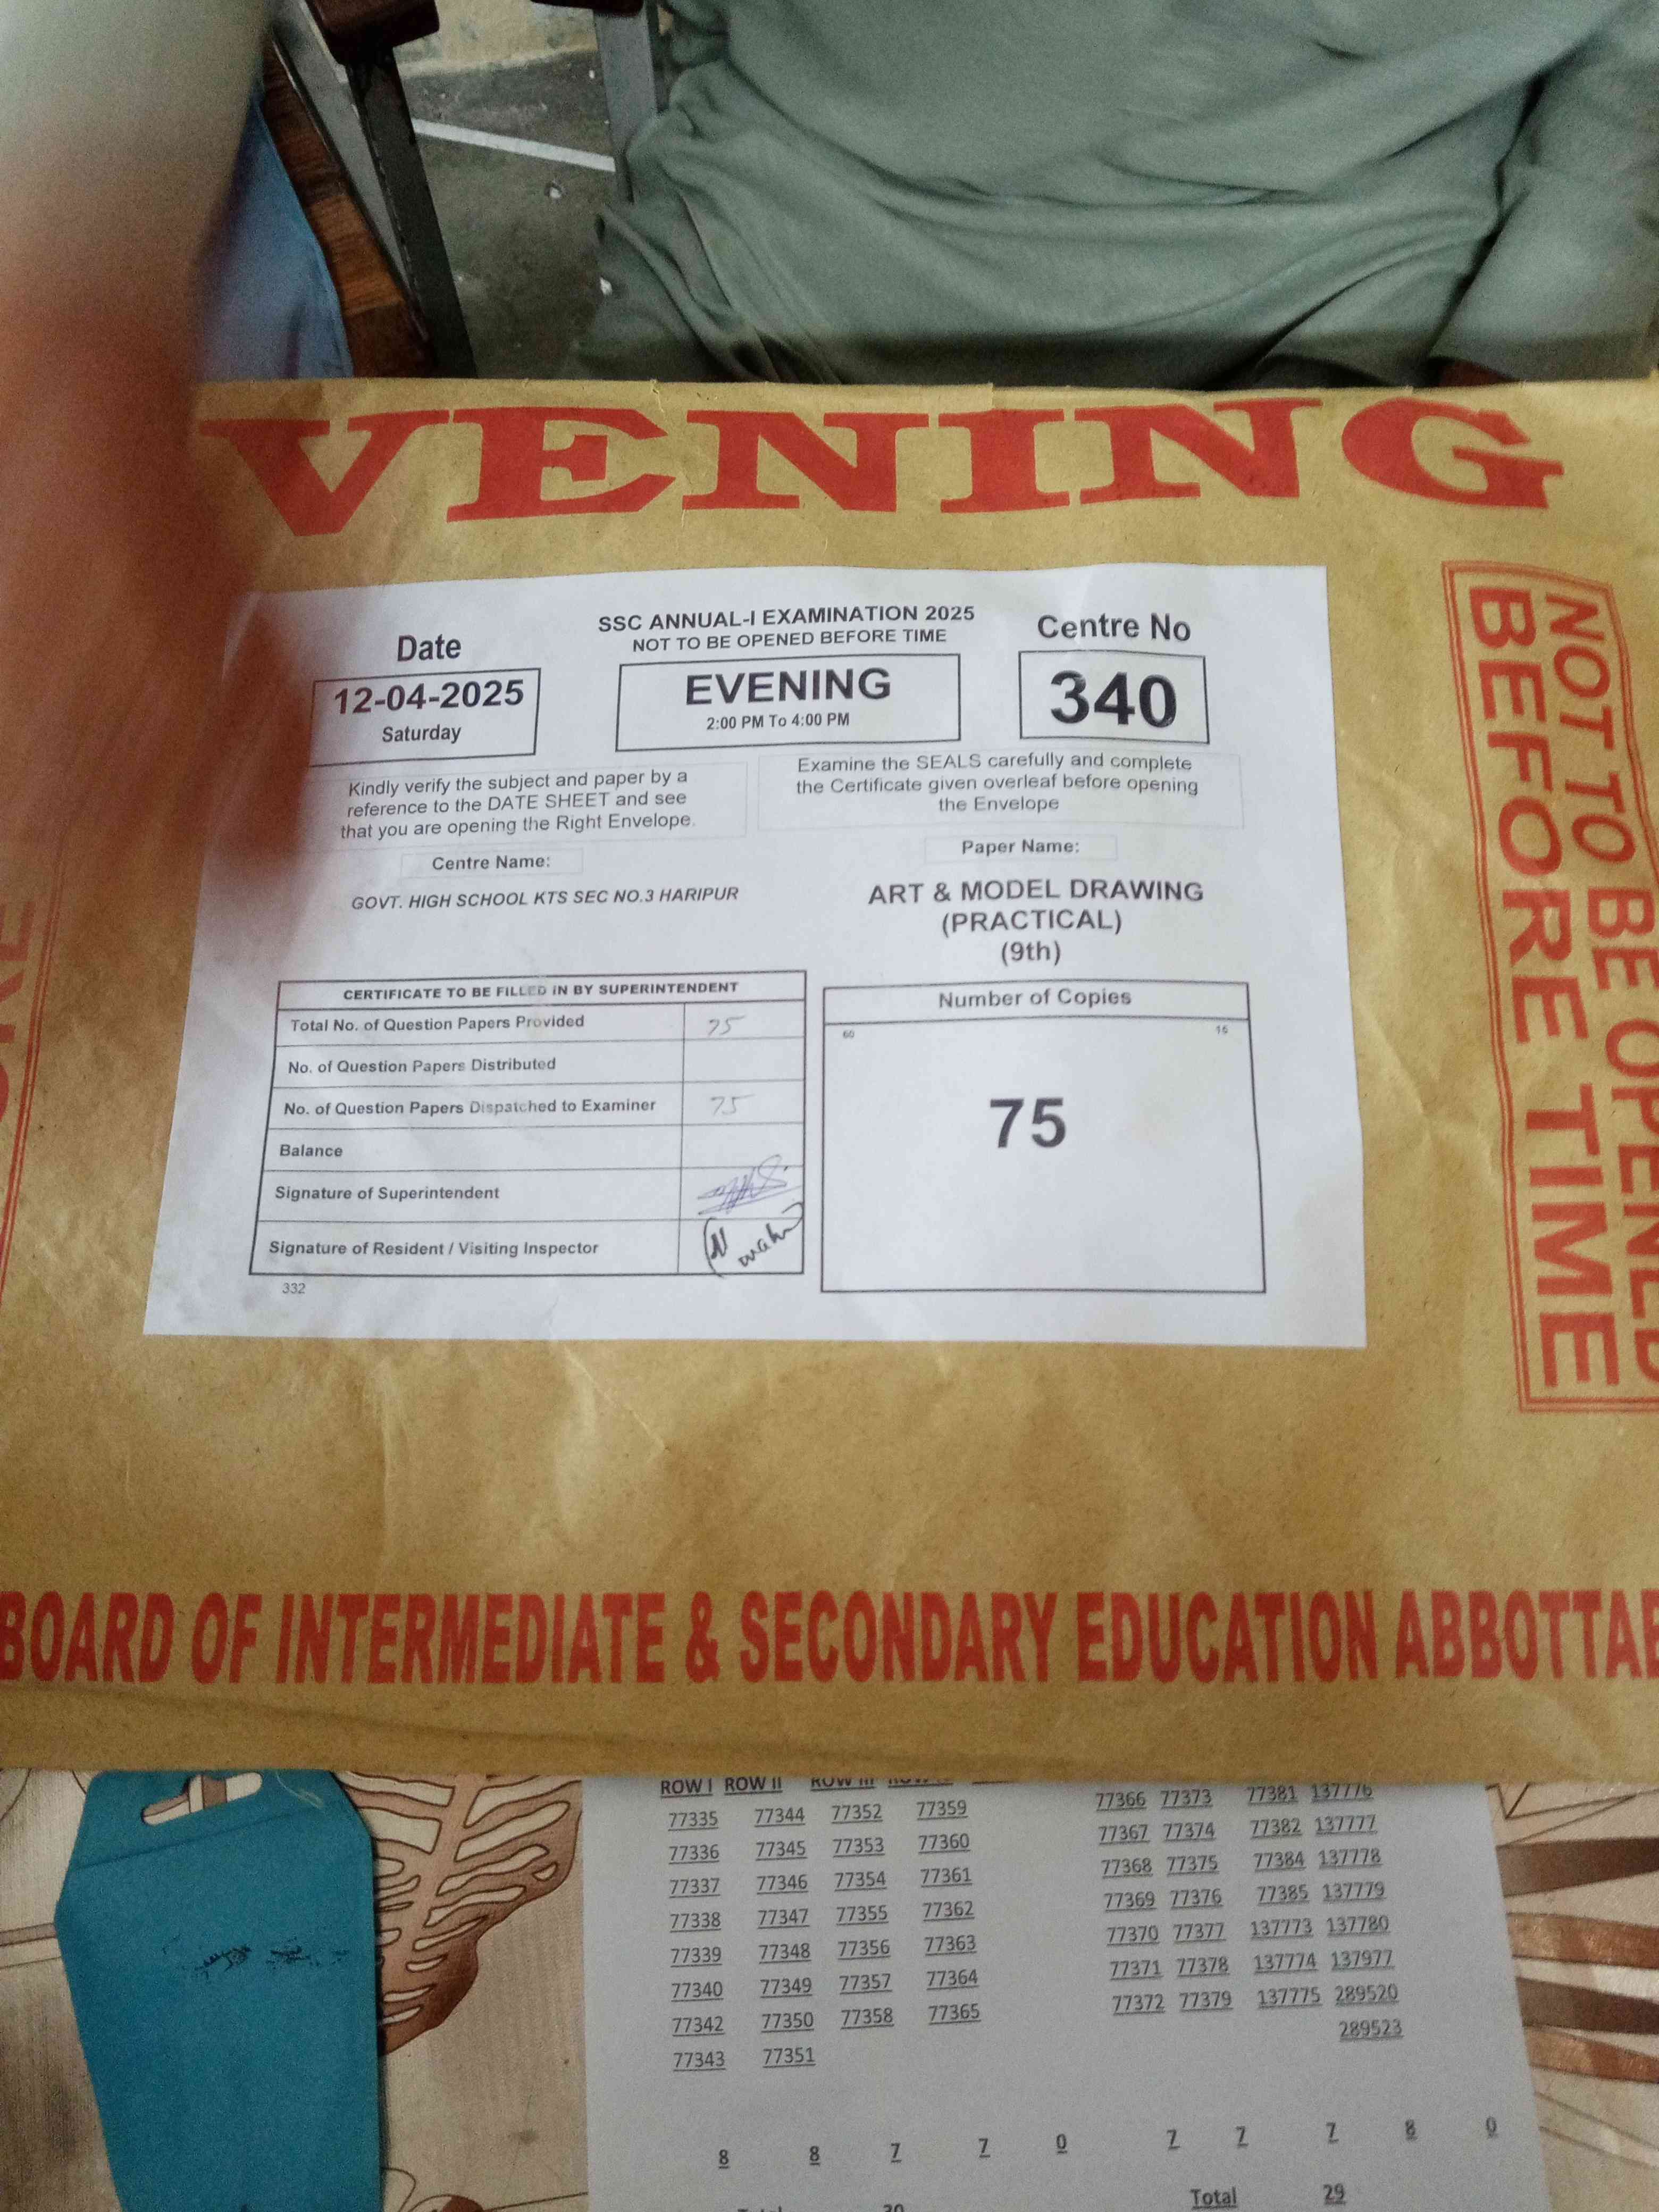 VENING
SSC ANNUAL-I EXAMINATION 2025
NOT TO BE OPENED BEFORE TIME
Date
12-04-2025
Saturday
EVENING
2:00 PM To 4:00 PM
Centre No
340
Kindly verify the subject and paper by a
reference to the DATE SHEET and see
that you are opening the Right Envelope.
Examine the SEALS carefully and complete
the Certificate given overleaf before opening
the Envelope
Centre Name:
GOVT. HIGH SCHOOL KTS SEC NO.3 HARIPUR
Paper Name:
ART & MODEL DRAWING
(PRACTICAL)
(9th)
CERTIFICATE TO BE FILLED IN BY SUPERINTENDENT
Total No. of Question Papers Provided 75
No. of Question Papers Distributed
No. of Question Papers Dispatched to Examiner 75
Balance
Signature of Superintendent
Signature of Resident / Visiting Inspector
332
Number of Copies
60 15
75
NOT TO BE OPENED
BEFORE TIME
BOARD OF INTERMEDIATE & SECONDARY EDUCATION ABBOTTAB
ROW I ROW II ROW III
77366 77373 77381 137776
77335 77344 77352 77359 77367 77374 77382 137777
77336 77345 77353 77360 77368 77375 77384 137778
77337 77346 77354 77361 77369 77376 77385 137779
77338 77347 77355 77362 77370 77377 137773 137780
77339 77348 77356 77363 77371 77378 137774 137977
77340 77349 77357 77364 77372 77379 137775 289520
77342 77350 77358 77365 289523
77343 77351
8 8 7 7 0 7 7 7 8 0
Total 29